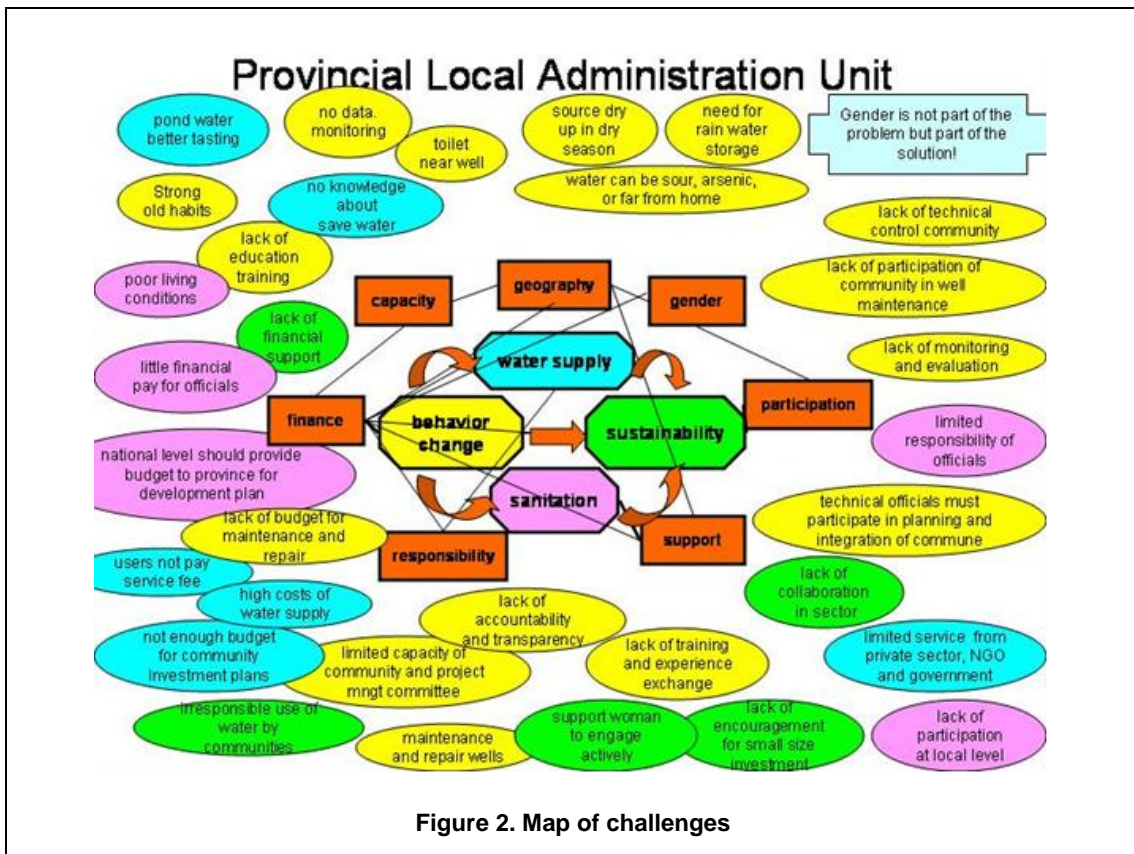 Provincial Local Administration Unit
pond water
better tasting
no data.
monitoring
toilet
near well
source dry
up in dry
season
need for
rain water
storage
Gender is not part of the
problem but part of the
solution!
Strong
old habits
no knowledge
about
save water
water can be sour, arsenic,
or far from home
lack of technical
control community
lack of
education
training
poor living
conditions
lack of participation of
community in well
maintenance
capacity
geography
gender
lack of
financial
support
little financial
pay for officials
water supply
lack of monitoring
and evaluation
finance
behavior
change
sustainability
participation
limited
responsibility of
officials
national level should provide
budget to province for
development plan
sanitation
technical officials must
participate in planning and
integration of commune
lack of budget for
maintenance and
repair
responsibility
support
users not pay
service fee
high costs of
water supply
lack of
collaboration
in sector
lack of
accountability
and transparency
not enough budget
for community
Investment plans
limited capacity of
community and project
mngt committee
lack of training
and experience
exchange
limited service from
private sector, NGO
and government
irresponsible use of
water by
communities
maintenance
and repair wells
support woman
to engage
actively
lack of
encouragement
for small size
investment
lack of
participation
at local level
Figure 2. Map of challenges